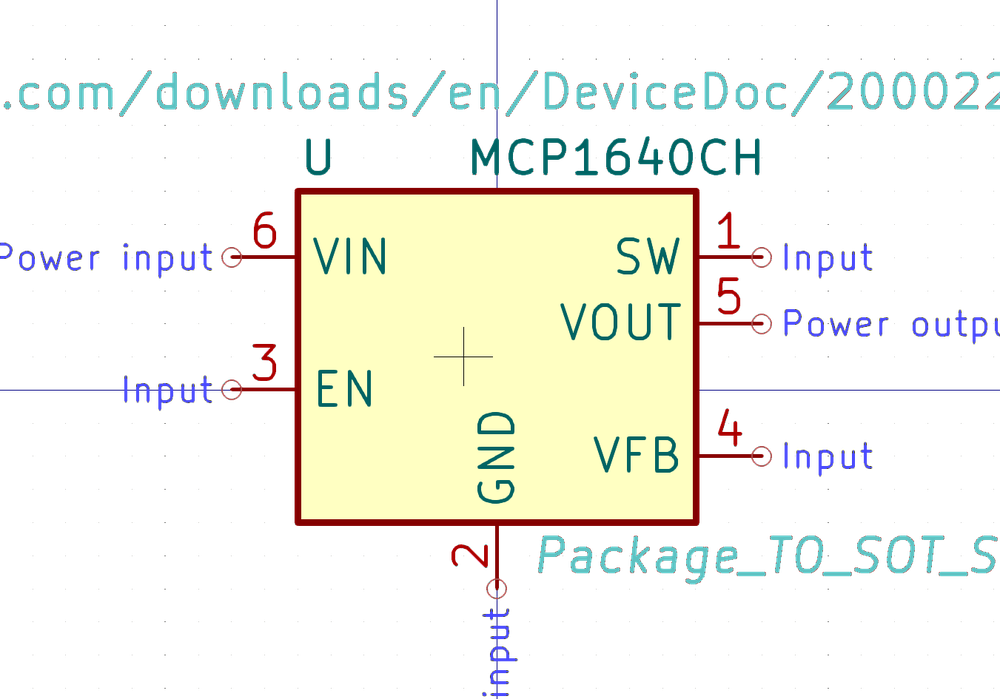 .com/downloads/en/DeviceDoc/200022
U MCP1640CH
Power input 6 VIN SW 1 Input
VOUT 5 Power outpu
Input 3 EN
GND VFB 4 Input
2 Package_TO_SOT_S
input